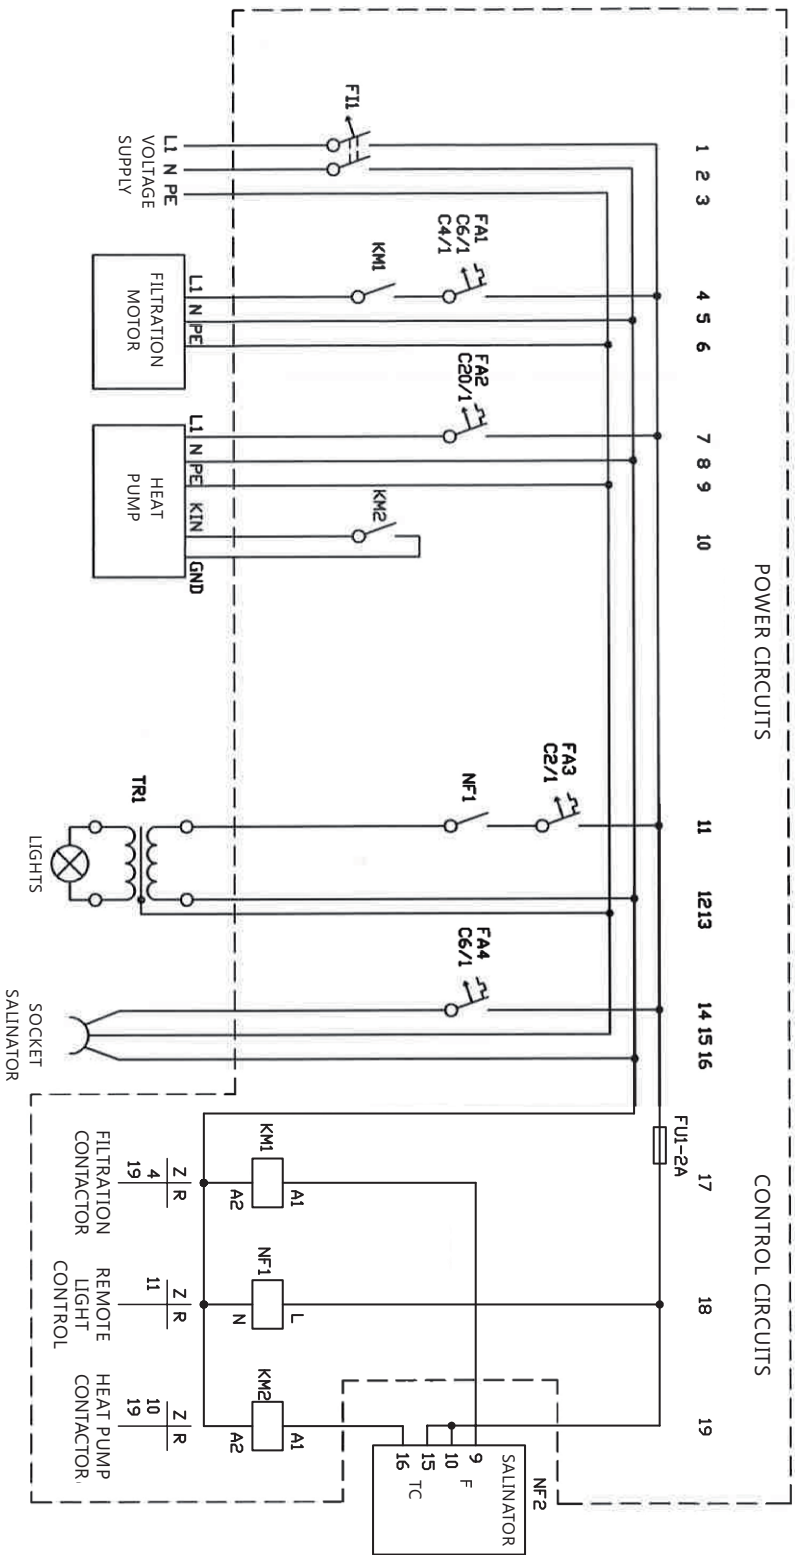 POWER CIRCUITS
CONTROL CIRCUITS
1
2
3
4
5
6
7
8
9
10
11
12
13
14
15
16
17
18
19
FI1
L1
N
PE
VOLTAGE
SUPPLY
FA1
C6/1
C4/1
KM1
L1
N
PE
FILTRATION
MOTOR
FA2
C20/1
KM2
L1
N
PE
KIN
GND
HEAT
PUMP
FA3
C2/1
NF1
TR1
LIGHTS
FA4
C6/1
SOCKET
SALINATOR
FU1-2A
KM1
A1
A2
Z
R
4
19
FILTRATION
CONTACTOR
NF1
L
N
Z
R
11
REMOTE
LIGHT
CONTROL
KM2
A1
A2
Z
R
10
19
HEAT PUMP
CONTACTOR
NF2
SALINATOR
9
10
F
15
16
TC